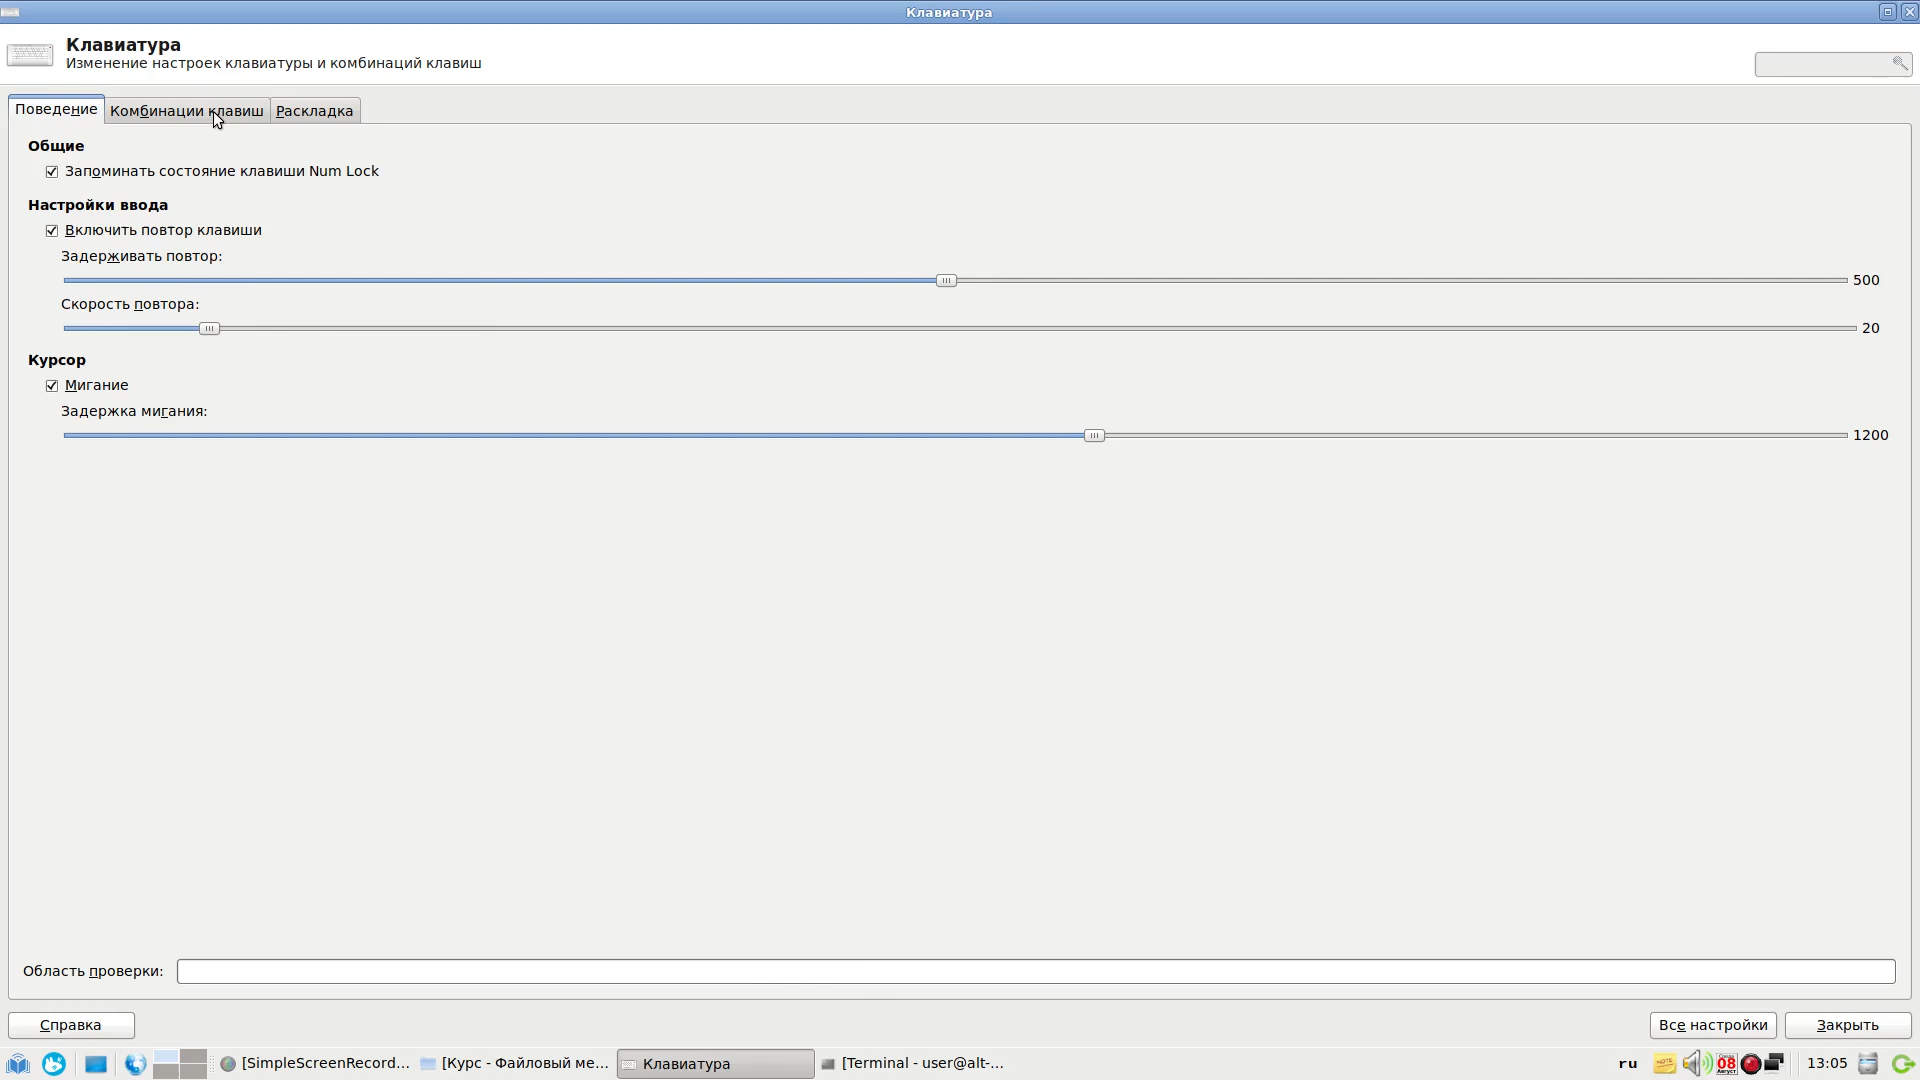 Клавиатура
Клавиатура
Изменение настроек клавиатуры и комбинаций клавиш
Поведение
Комбинации клавиш
Раскладка
Общие
Запоминать состояние клавиши Num Lock
Настройки ввода
Включить повтор клавиши
Задерживать повтор:
500
Скорость повтора:
20
Курсор
Мигание
Задержка мигания:
1200
Область проверки:
Справка
Все настройки
Закрыть
[SimpleScreenRecord...
[Курс - Файловый ме...
Клавиатура
[Terminal - user@alt-...
ru
NOTE
08
13:05